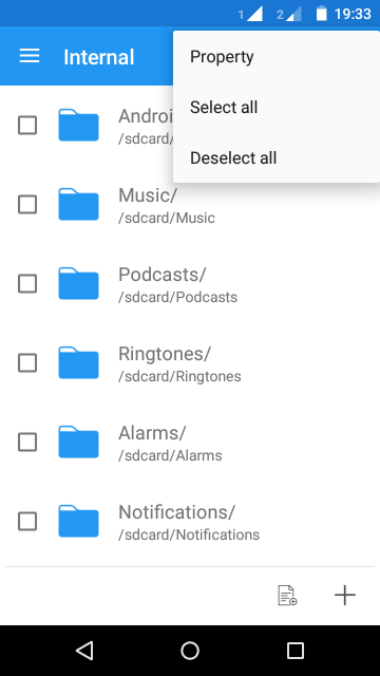 1 2 19:33
Internal
Property
Select all
Deselect all
/sdcard/
Music/
/sdcard/Music
Podcasts/
/sdcard/Podcasts
Ringtones/
/sdcard/Ringtones
Alarms/
/sdcard/Alarms
Notifications/
/sdcard/Notifications